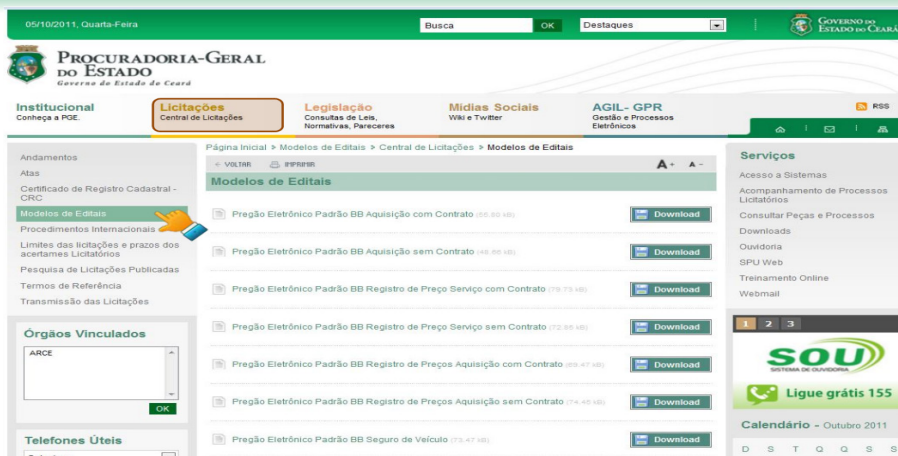 05/10/2011, Quarta-Feira
Busca
OK
Destaques
GOVERNO DO
ESTADO DO CEARÁ
PROCURADORIA-GERAL
DO ESTADO
Governo do Estado do Ceará
Institucional
Conheça a PGE.
Licitações
Central de Licitações
Legislação
Consultas de Leis,
Normativas, Pareceres
Mídias Sociais
Wiki e Twitter
AGIL- GPR
Gestão e Processos
Eletrônicos
RSS
Andamentos
Atas
Certificado de Registro Cadastral -
CRC
Modelos de Editais
Procedimentos Internacionais
Limites das licitações e prazos dos
acertames Licitatórios
Pesquisa de Licitações Publicadas
Termos de Referência
Transmissão das Licitações
Órgãos Vinculados
ARCE
OK
Telefones Úteis
Página Inicial > Modelos de Editais > Central de Licitações > Modelos de Editais
VOLTAR IMPRIMIR A+ A-
Modelos de Editais
Pregão Eletrônico Padrão BB Aquisição com Contrato
Download
Pregão Eletrônico Padrão BB Aquisição sem Contrato
Download
Pregão Eletrônico Padrão BB Registro de Preço Serviço com Contrato
Download
Pregão Eletrônico Padrão BB Registro de Preço Serviço sem Contrato
Download
Pregão Eletrônico Padrão BB Registro de Preços Aquisição com Contrato
Download
Pregão Eletrônico Padrão BB Registro de Preços Aquisição sem Contrato
Download
Pregão Eletrônico Padrão BB Seguro de Veículo
Download
Serviços
Acesso a Sistemas
Acompanhamento de Processos
Licitatórios
Consultar Peças e Processos
Downloads
Ouvidoria
SPU Web
Treinamento Online
Webmail
1 2 3
SOU
SISTEMA DE OUVIDORIA
Ligue grátis 155
Calendário - Outubro 2011
D S T Q Q S S